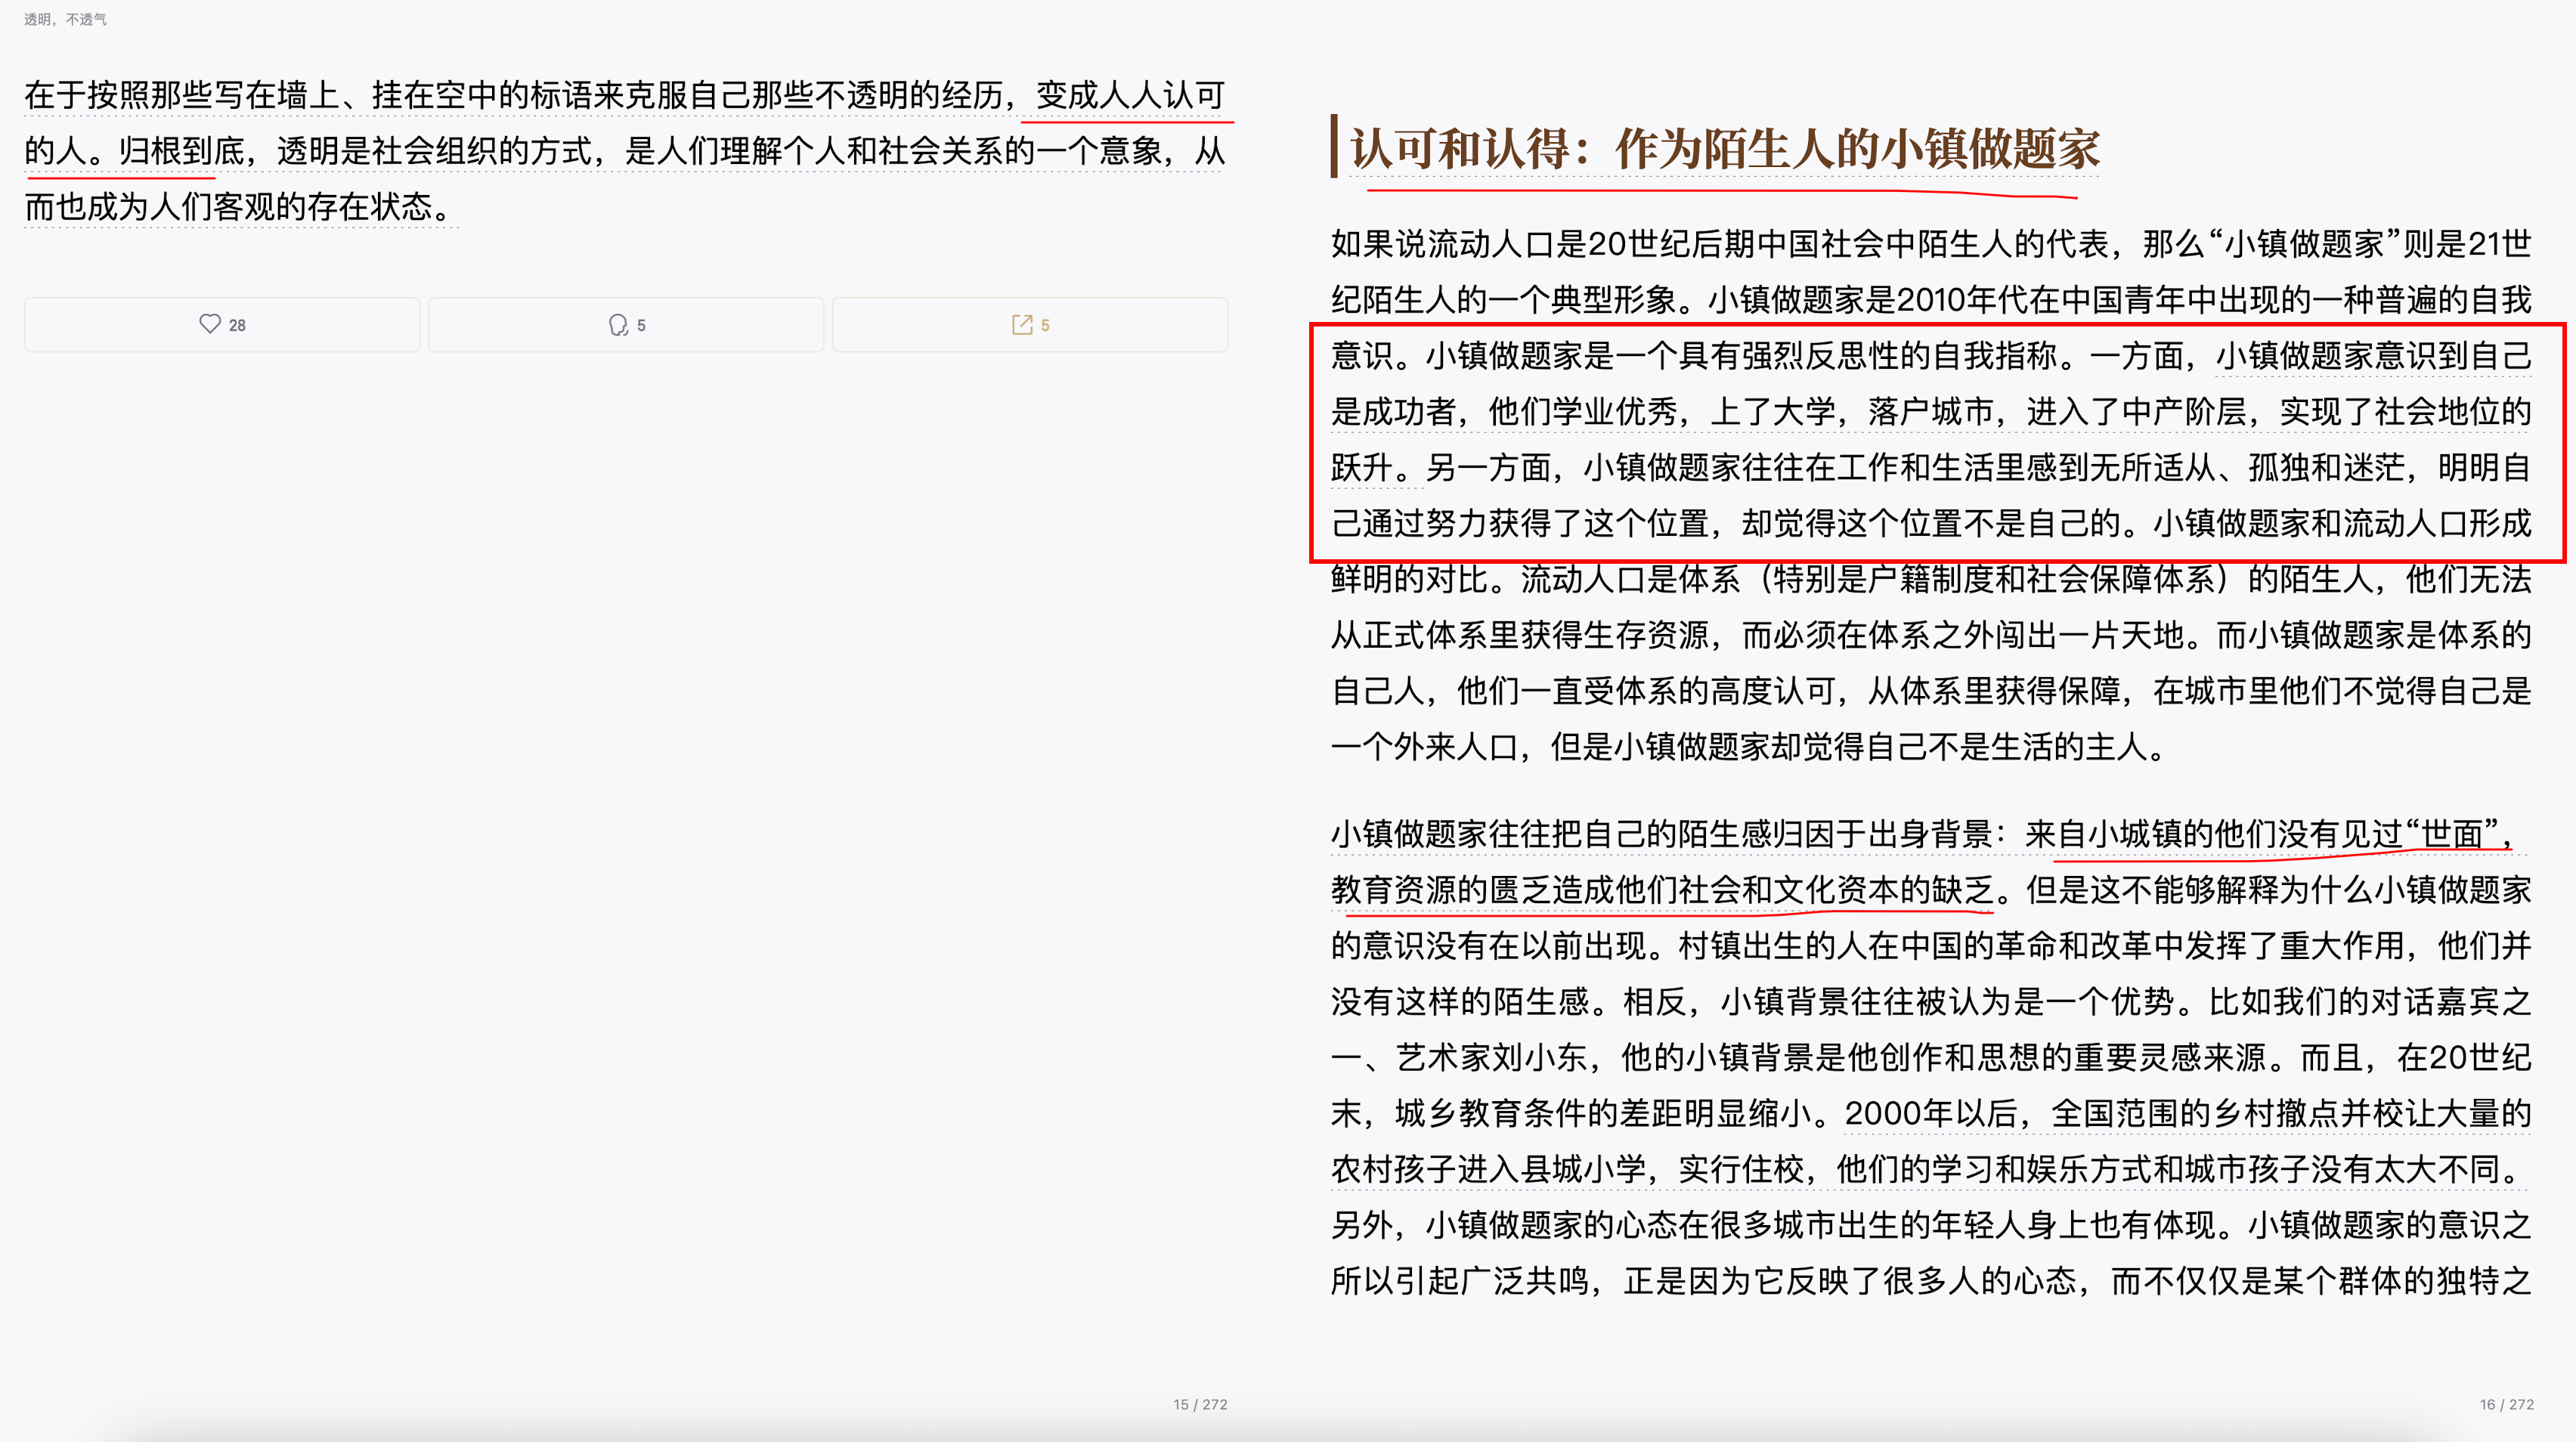 透明，不透气
在于按照那些写在墙上、挂在空中的标语来克服自己那些不透明的经历，变成人人认可
的人。归根到底，透明是社会组织的方式，是人们理解个人和社会关系的一个意象，从
而也成为人们客观的存在状态。
28
5
5
15 / 272
认可和认得：作为陌生人的小镇做题家
如果说流动人口是20世纪后期中国社会中陌生人的代表，那么“小镇做题家”则是21世
纪陌生人的一个典型形象。小镇做题家是2010年代在中国青年中出现的一种普遍的自我
意识。小镇做题家是一个具有强烈反思性的自我指称。一方面，小镇做题家意识到自己
是成功者，他们学业优秀，上了大学，落户城市，进入了中产阶层，实现了社会地位的
跃升。另一方面，小镇做题家往往在工作和生活里感到无所适从、孤独和迷茫，明明自
己通过努力获得了这个位置，却觉得这个位置不是自己的。小镇做题家和流动人口形成
鲜明的对比。流动人口是体系（特别是户籍制度和社会保障体系）的陌生人，他们无法
从正式体系里获得生存资源，而必须在体系之外闯出一片天地。而小镇做题家是体系的
自己人，他们一直受体系的高度认可，从体系里获得保障，在城市里他们不觉得自己是
一个外来人口，但是小镇做题家却觉得自己不是生活的主人。
小镇做题家往往把自己的陌生感归因于出身背景：来自小城镇的他们没有见过“世面”，
教育资源的匮乏造成他们社会和文化资本的缺乏。但是这不能够解释为什么小镇做题家
的意识没有在以前出现。村镇出生的人在中国的革命和改革中发挥了重大作用，他们并
没有这样的陌生感。相反，小镇背景往往被认为是一个优势。比如我们的对话嘉宾之
一、艺术家刘小东，他的小镇背景是他创作和思想的重要灵感来源。而且，在20世纪
末，城乡教育条件的差距明显缩小。2000年以后，全国范围的乡村撤点并校让大量的
农村孩子进入县城小学，实行住校，他们的学习和娱乐方式和城市孩子没有太大不同。
另外，小镇做题家的心态在很多城市出生的年轻人身上也有体现。小镇做题家的意识之
所以引起广泛共鸣，正是因为它反映了很多人的心态，而不仅仅是某个群体的独特之
16 / 272